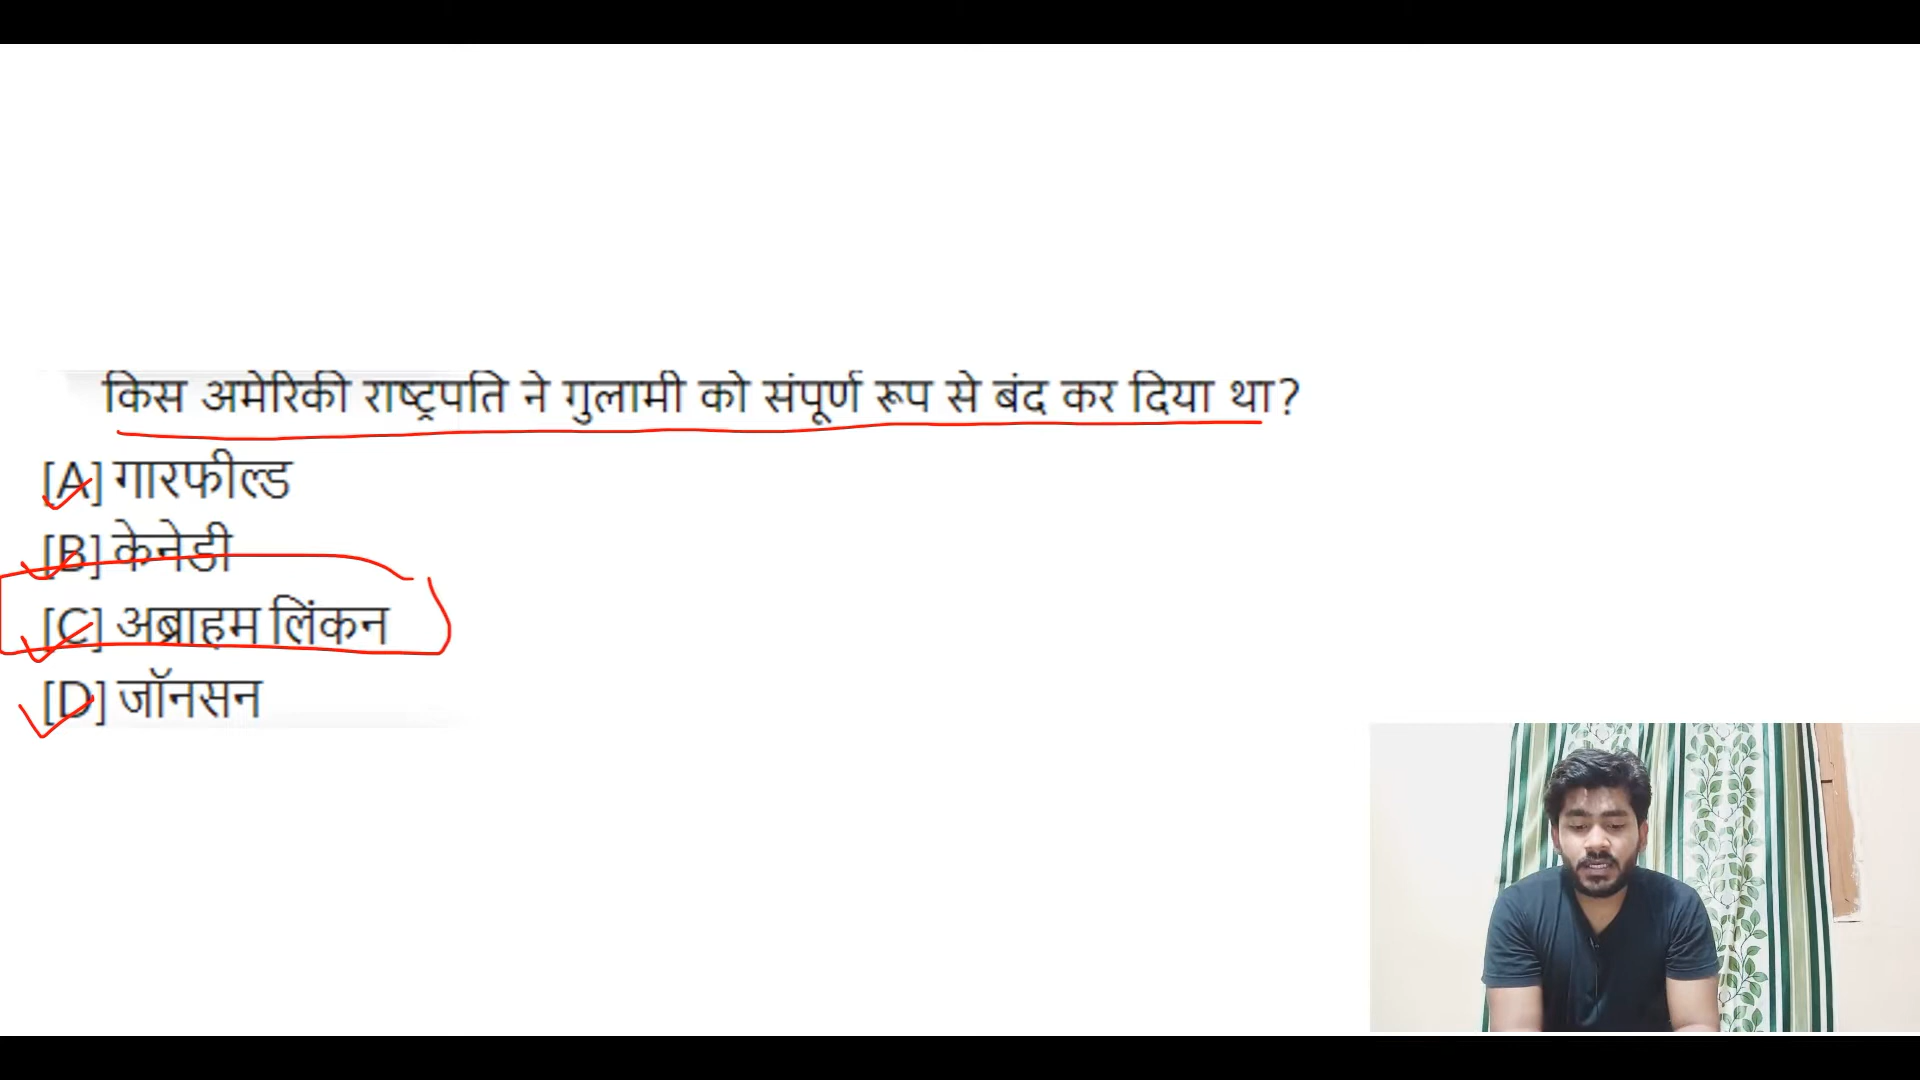 किस अमेरिकी राष्ट्रपति ने गुलामी को संपूर्ण रूप से बंद कर दिया था?
[A] गारफील्ड
[B] केनेडी
[C] अब्राहम लिंकन
[D] जॉनसन